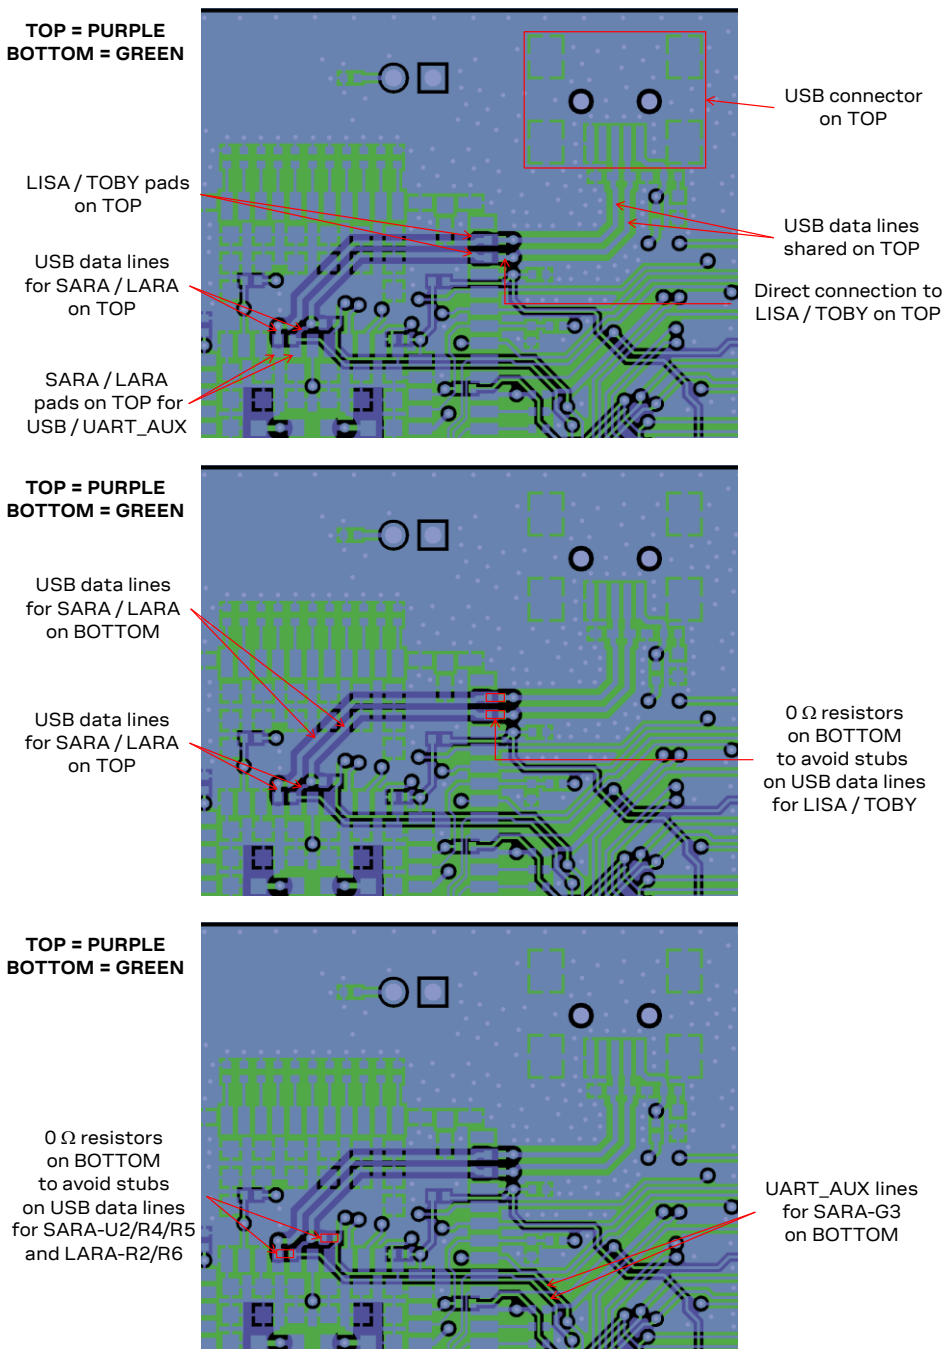 TOP = PURPLE
BOTTOM = GREEN
USB connector
on TOP
LISA / TOBY pads
on TOP
USB data lines
shared on TOP
USB data lines
for SARA / LARA
on TOP
Direct connection to
LISA / TOBY on TOP
SARA / LARA
pads on TOP for
USB / UART_AUX
TOP = PURPLE
BOTTOM = GREEN
USB data lines
for SARA / LARA
on BOTTOM
USB data lines
for SARA / LARA
on TOP
0 Ω resistors
on BOTTOM
to avoid stubs
on USB data lines
for LISA / TOBY
TOP = PURPLE
BOTTOM = GREEN
0 Ω resistors
on BOTTOM
to avoid stubs
on USB data lines
for SARA-U2/R4/R5
and LARA-R2/R6
UART_AUX lines
for SARA-G3
on BOTTOM